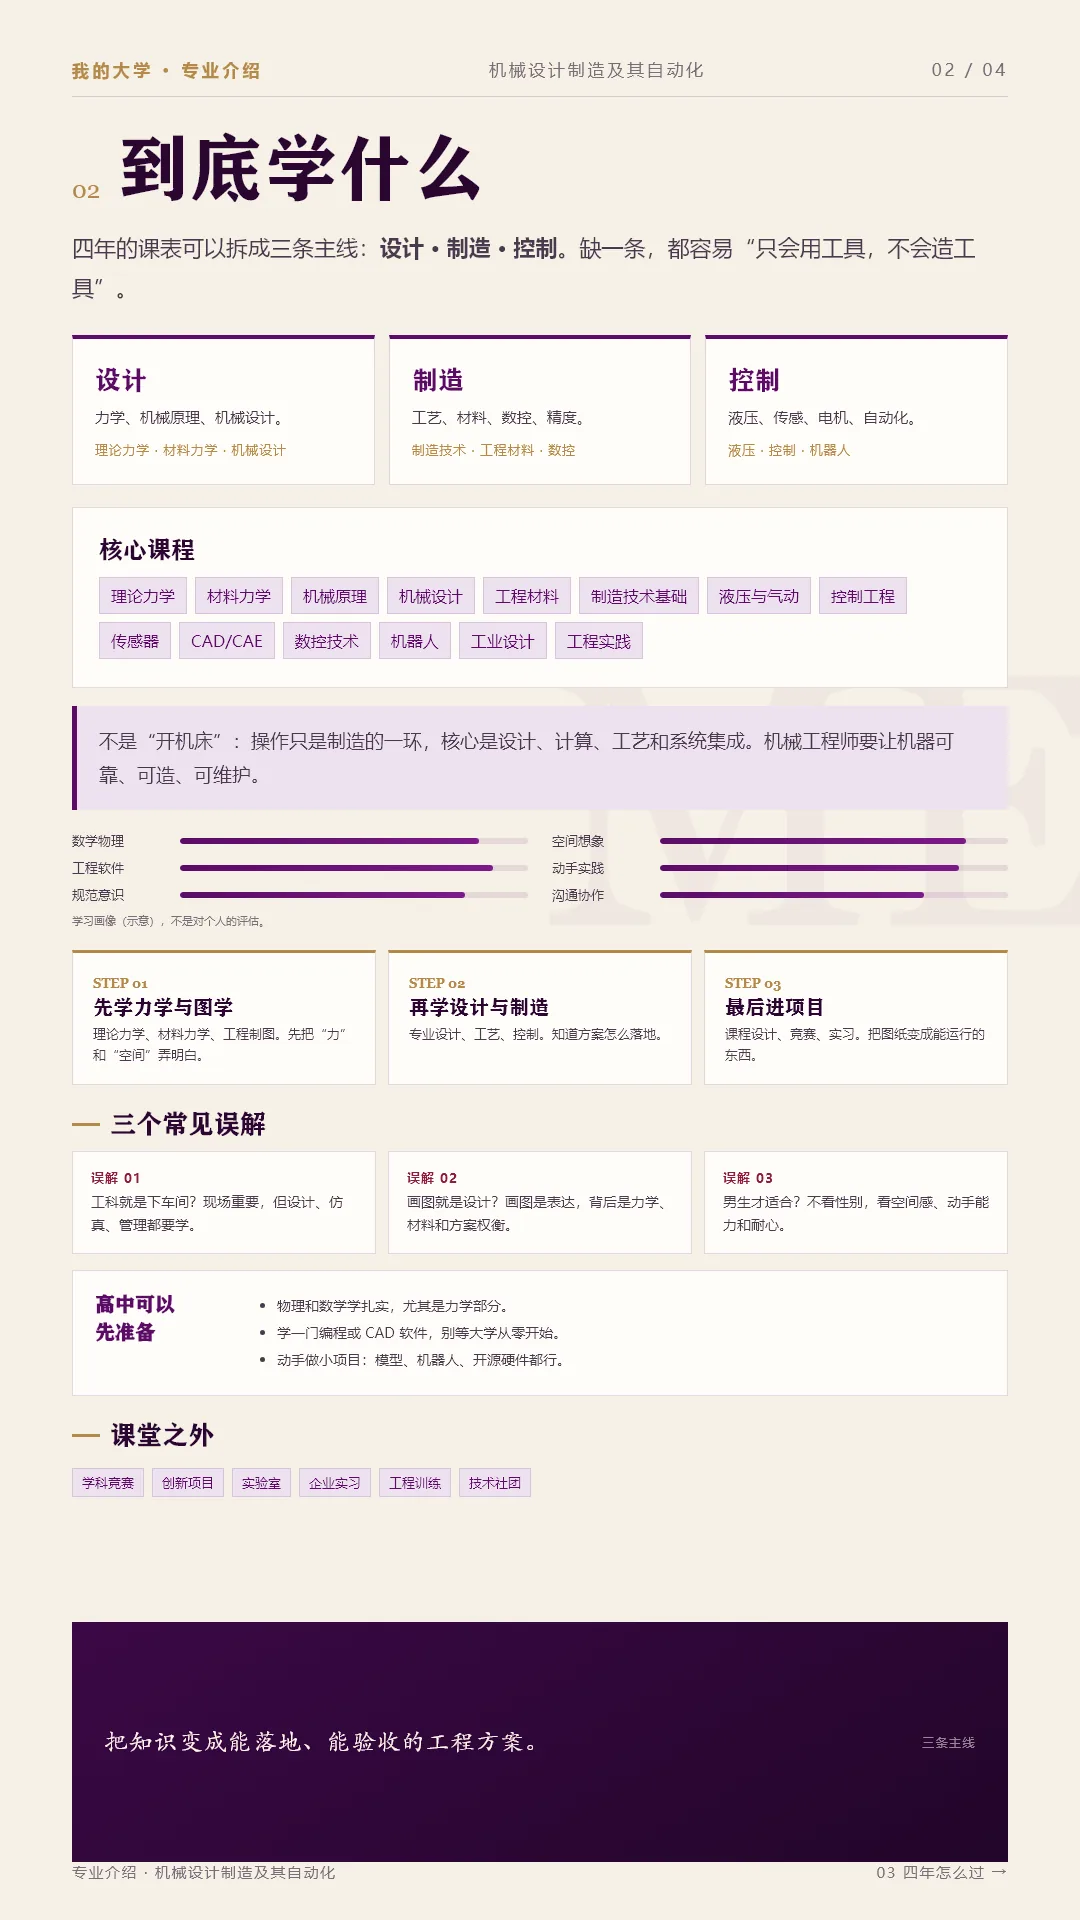 我的大学 · 专业介绍
机械设计制造及其自动化
02 / 04
02 到底学什么
四年的课表可以拆成三条主线：设计 · 制造 · 控制。缺一条，都容易“只会用工具，不会造工
具”。
设计
力学、机械原理、机械设计。
理论力学 · 材料力学 · 机械设计
制造
工艺、材料、数控、精度。
制造技术 · 工程材料 · 数控
控制
液压、传感、电机、自动化。
液压 · 控制 · 机器人
核心课程
理论力学 材料力学 机械原理 机械设计 工程材料 制造技术基础 液压与气动 控制工程
传感器 CAD/CAE 数控技术 机器人 工业设计 工程实践
ME
不是“开机床”：操作只是制造的一环，核心是设计、计算、工艺和系统集成。机械工程师要让机器可
靠、可造、可维护。
数学物理
空间想象
工程软件
动手实践
规范意识
沟通协作
学习画像（示意），不是对个人的评估。
STEP 01
先学力学与图学
理论力学、材料力学、工程制图。先把“力”
和“空间”弄明白。
STEP 02
再学设计与制造
专业设计、工艺、控制。知道方案怎么落地。
STEP 03
最后进项目
课程设计、竞赛、实习。把图纸变成能运行的
东西。
三个常见误解
误解 01
工科就是下车间？现场重要，但设计、仿
真、管理都要学。
误解 02
画图就是设计？画图是表达，背后是力学、
材料和方案权衡。
误解 03
男生才适合？不看性别，看空间感、动手能
力和耐心。
高中可以
先准备
• 物理和数学学扎实，尤其是力学部分。
• 学一门编程或 CAD 软件，别等大学从零开始。
• 动手做小项目：模型、机器人、开源硬件都行。
课堂之外
学科竞赛 创新项目 实验室 企业实习 工程训练 技术社团
把知识变成能落地、能验收的工程方案。
三条主线
专业介绍 · 机械设计制造及其自动化
03 四年怎么过 →